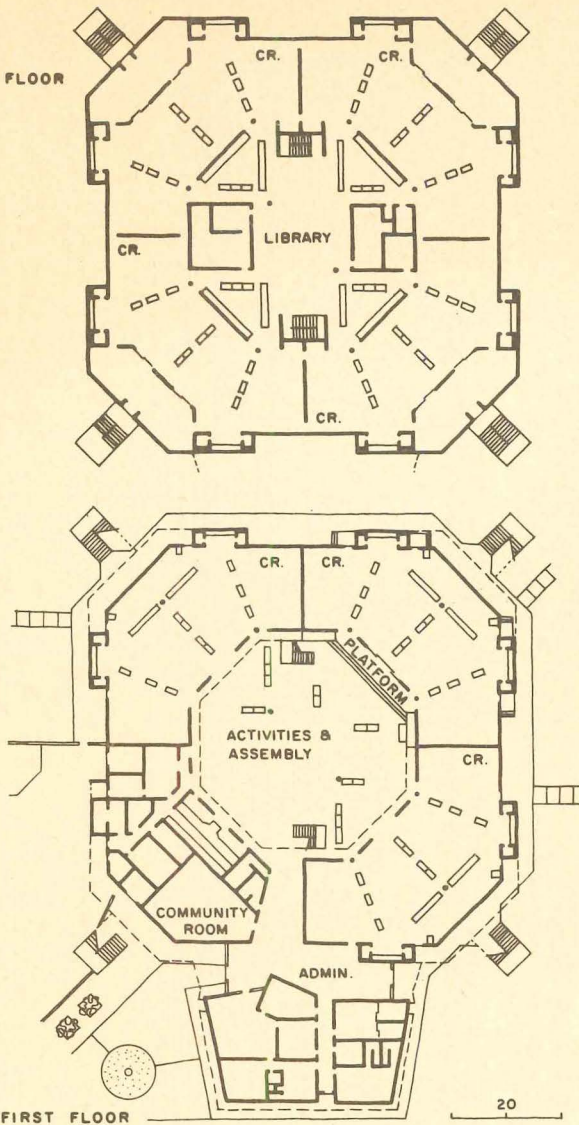 FLOOR
CR.
CR.
LIBRARY
CR.
CR.
CR.
CR.
PLATFORM
ACTIVITIES &
ASSEMBLY
CR.
COMMUNITY
ROOM
ADMIN.
FIRST FLOOR
20